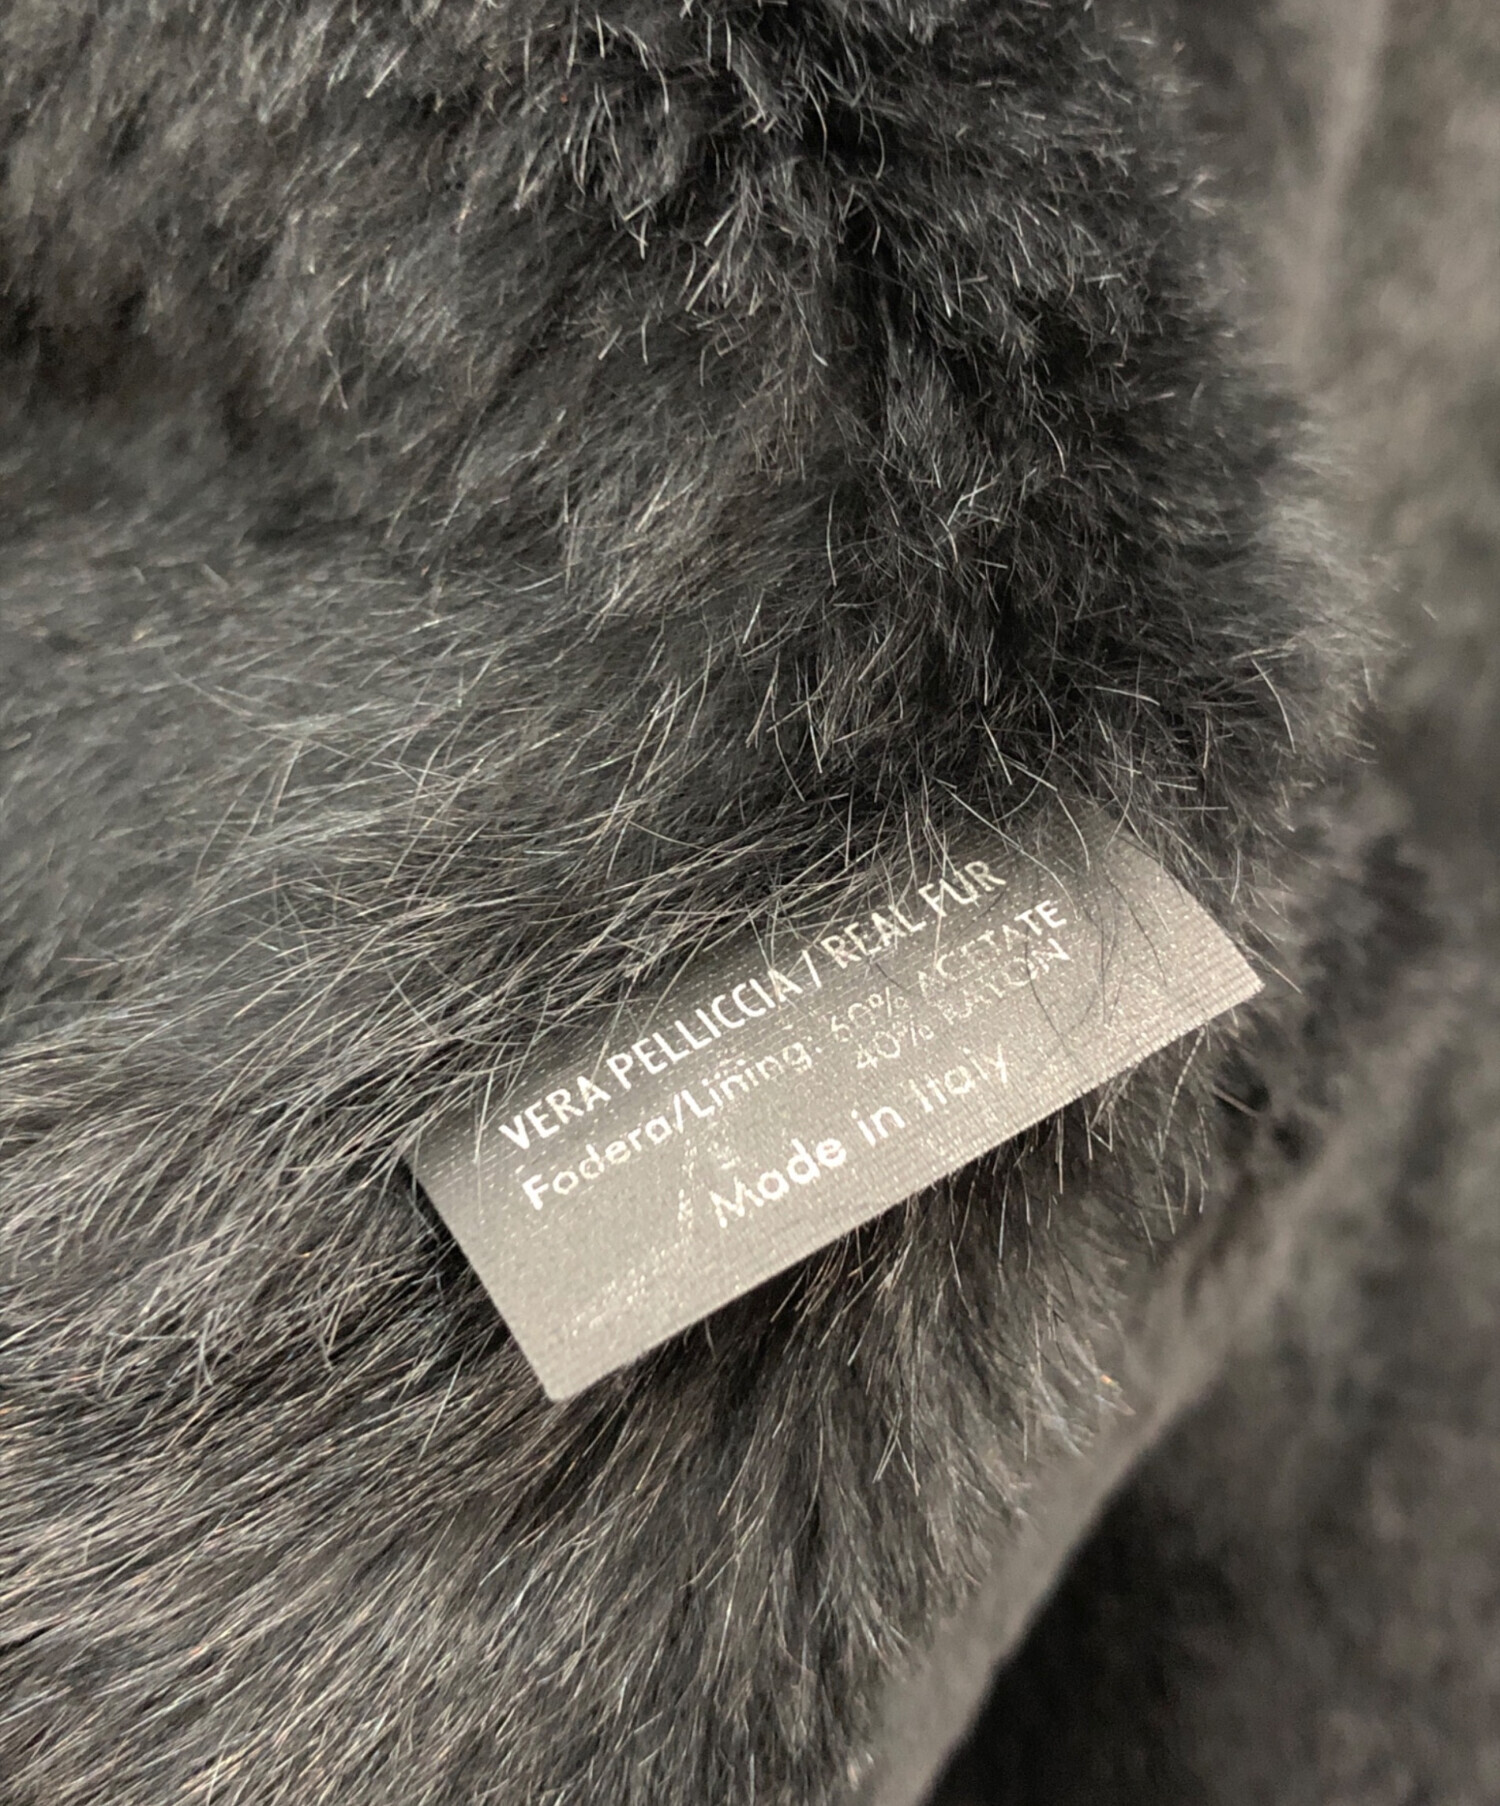 VERA PELLICCIA / REAL FUR
Fodera/Lining: 60% ACETATE
40% RAYON
Made in Italy